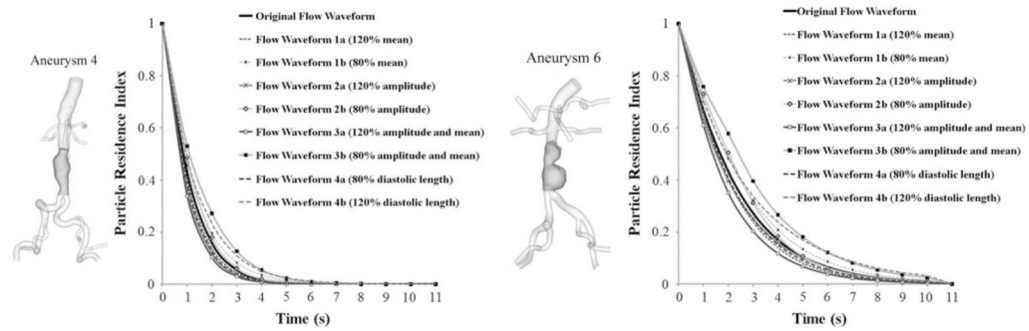 Aneurysm 4
Particle Residence Index
1
0.8
0.6
0.4
0.2
0
0 1 2 3 4 5 6 7 8 9 10 11
Time (s)
Original Flow Waveform
Flow Waveform 1a (120% mean)
Flow Waveform 1b (80% mean)
Flow Waveform 2a (120% amplitude)
Flow Waveform 2b (80% amplitude)
Flow Waveform 3a (120% amplitude and mean)
Flow Waveform 3b (80% amplitude and mean)
Flow Waveform 4a (80% diastolic length)
Flow Waveform 4b (120% diastolic length)
Aneurysm 6
Particle Residence Index
1
0.8
0.6
0.4
0.2
0
0 1 2 3 4 5 6 7 8 9 10 11
Time (s)
Original Flow Waveform
Flow Waveform 1a (120% mean)
Flow Waveform 1b (80% mean)
Flow Waveform 2a (120% amplitude)
Flow Waveform 2b (80% amplitude)
Flow Waveform 3a (120% amplitude and mean)
Flow Waveform 3b (80% amplitude and mean)
Flow Waveform 4a (80% diastolic length)
Flow Waveform 4b (120% diastolic length)